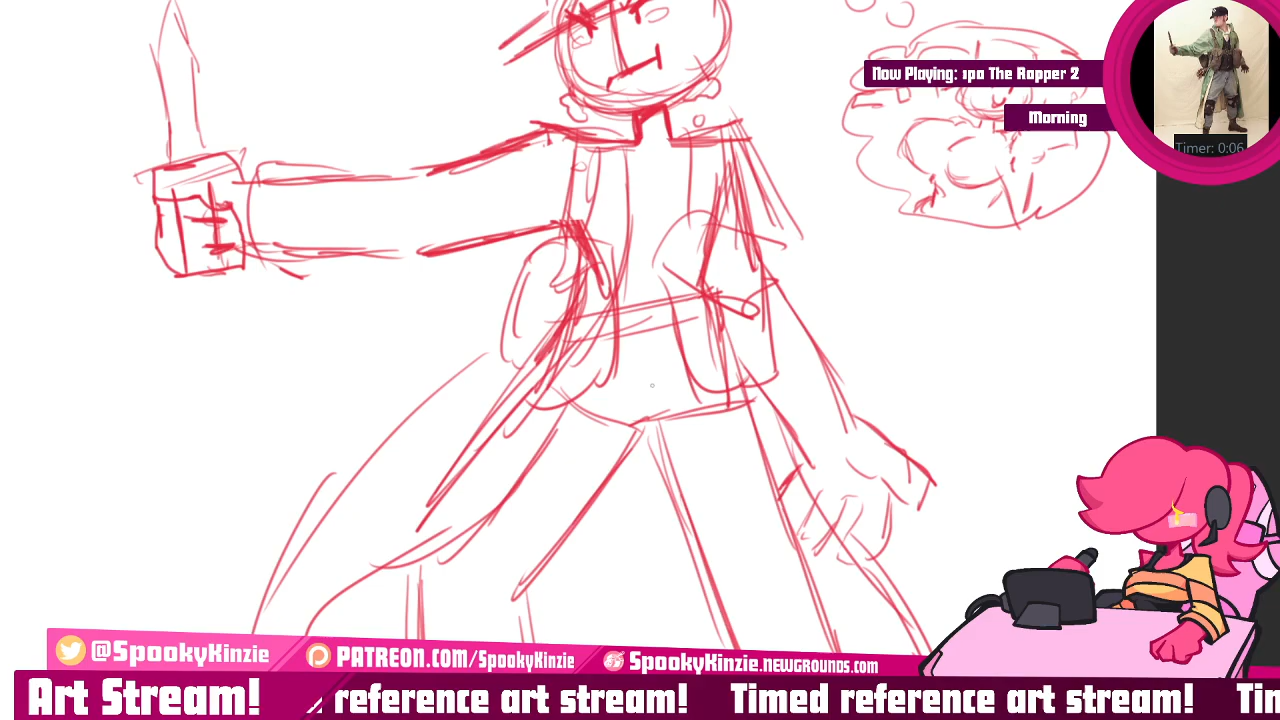 Now Playing: ıpa The Rapper 2
Morning
Timer: 0:06
@SpookyKinzie
PATREON.COM/SpookyKinzie
SpookyKinzie.NEWGROUNDS.COM
Art Stream!
reference art stream! Timed reference art stream! Tin